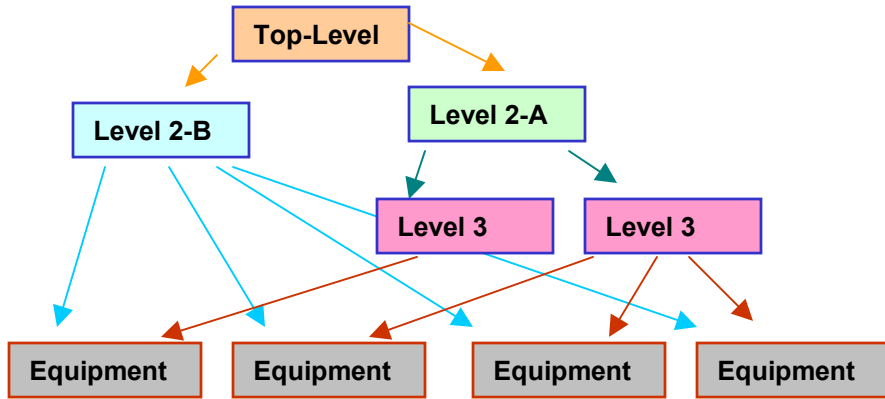 Top-Level
Level 2-B
Level 2-A
Level 3
Level 3
Equipment
Equipment
Equipment
Equipment